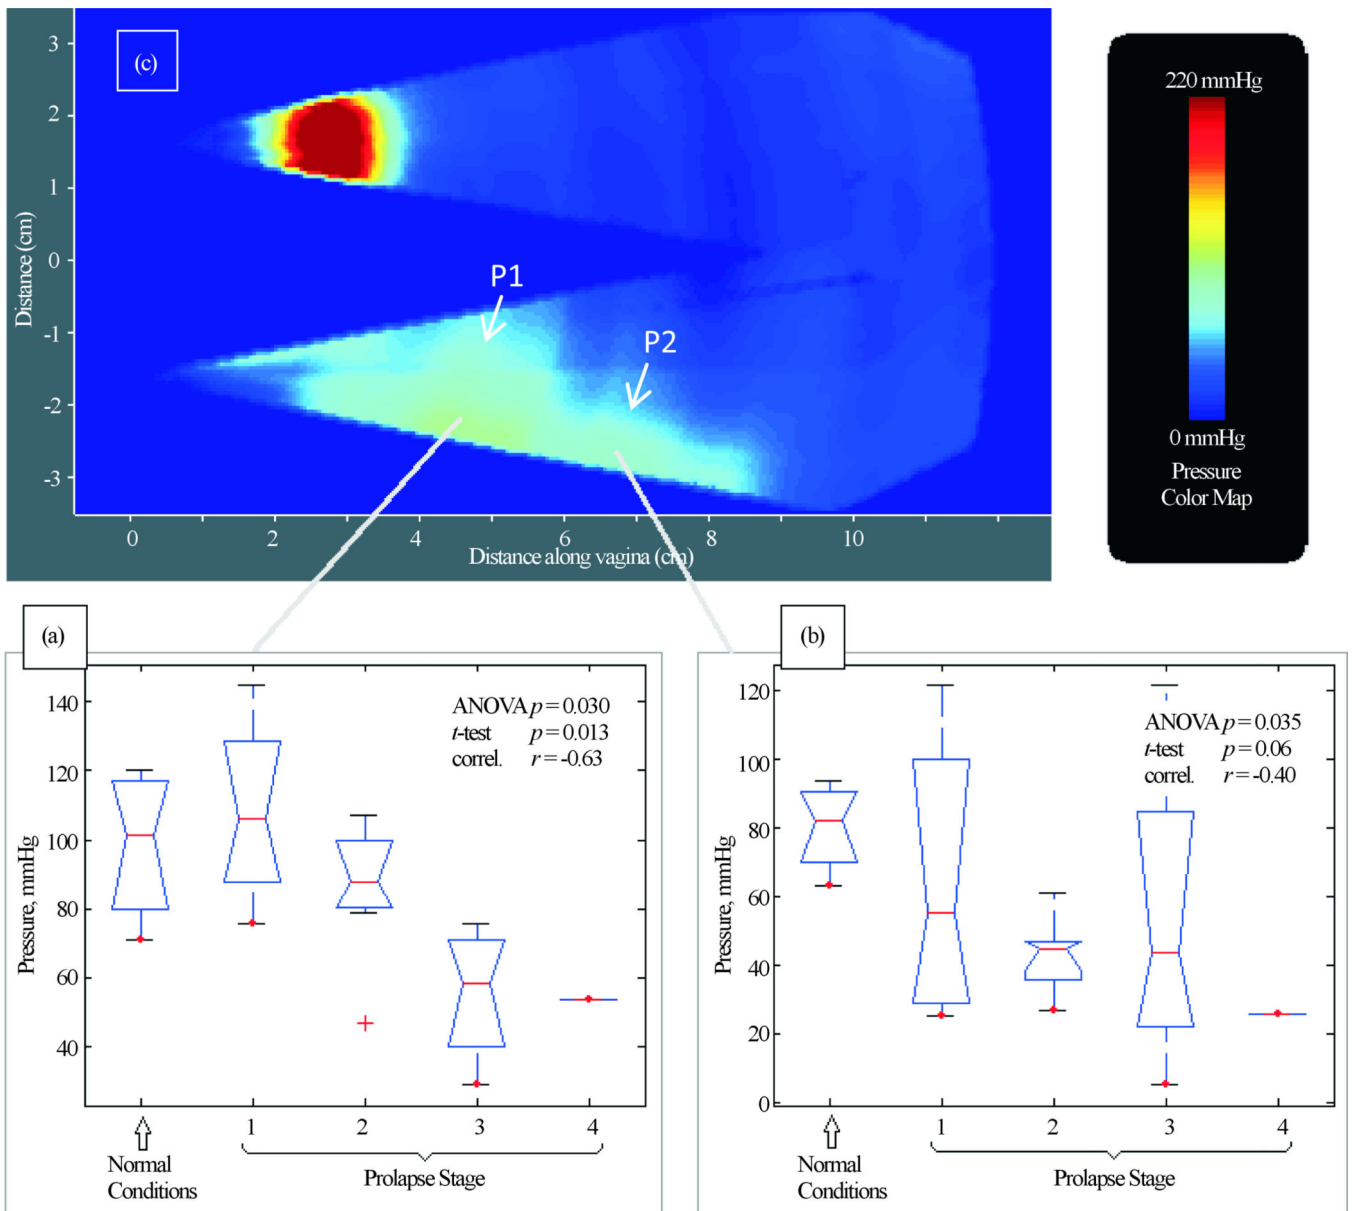 (c)
3
2
1
0
-1
-2
-3
Distance (cm)
P1
P2
0 2 4 6 8 10
Distance along vagina (cm)
220 mmHg
0 mmHg
Pressure
Color Map
(a)
140
120
100
80
60
40
Pressure, mmHg
ANOVA p = 0.030
t-test p = 0.013
correl. r = -0.63
1 2 3 4
Normal
Conditions
Prolapse Stage
(b)
120
100
80
60
40
20
0
Pressure, mmHg
ANOVA p = 0.035
t-test p = 0.06
correl. r = -0.40
1 2 3 4
Normal
Conditions
Prolapse Stage